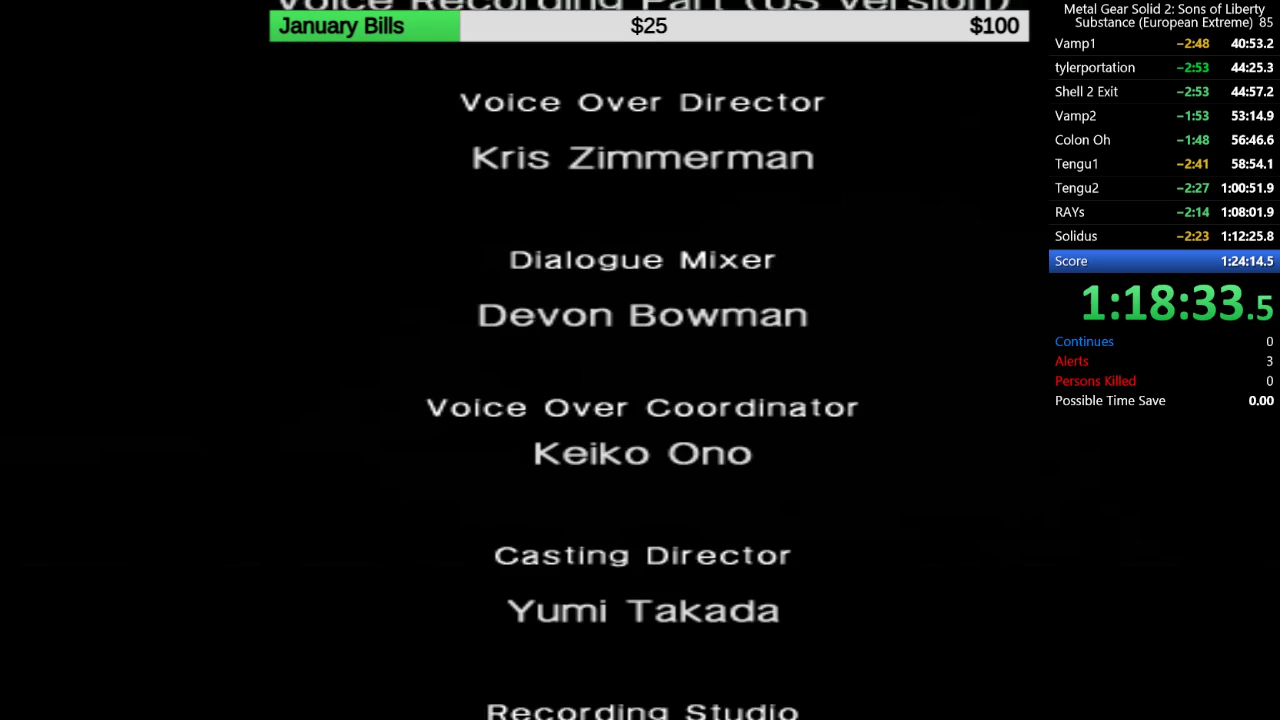 Voice Recording Part (US Version)
January Bills $25 $100
Voice Over Director
Kris Zimmerman
Dialogue Mixer
Devon Bowman
Voice Over Coordinator
Keiko Ono
Casting Director
Yumi Takada
Recording Studio
Metal Gear Solid 2: Sons of Liberty
Substance (European Extreme) 85
Vamp1 −2:48 40:53.2
tylerportation −2:53 44:25.3
Shell 2 Exit −2:53 44:57.2
Vamp2 −1:53 53:14.9
Colon Oh −1:48 56:46.6
Tengu1 −2:41 58:54.1
Tengu2 −2:27 1:00:51.9
RAYs −2:14 1:08:01.9
Solidus −2:23 1:12:25.8
Score 1:24:14.5
1:18:33.5
Continues 0
Alerts 3
Persons Killed 0
Possible Time Save 0.00